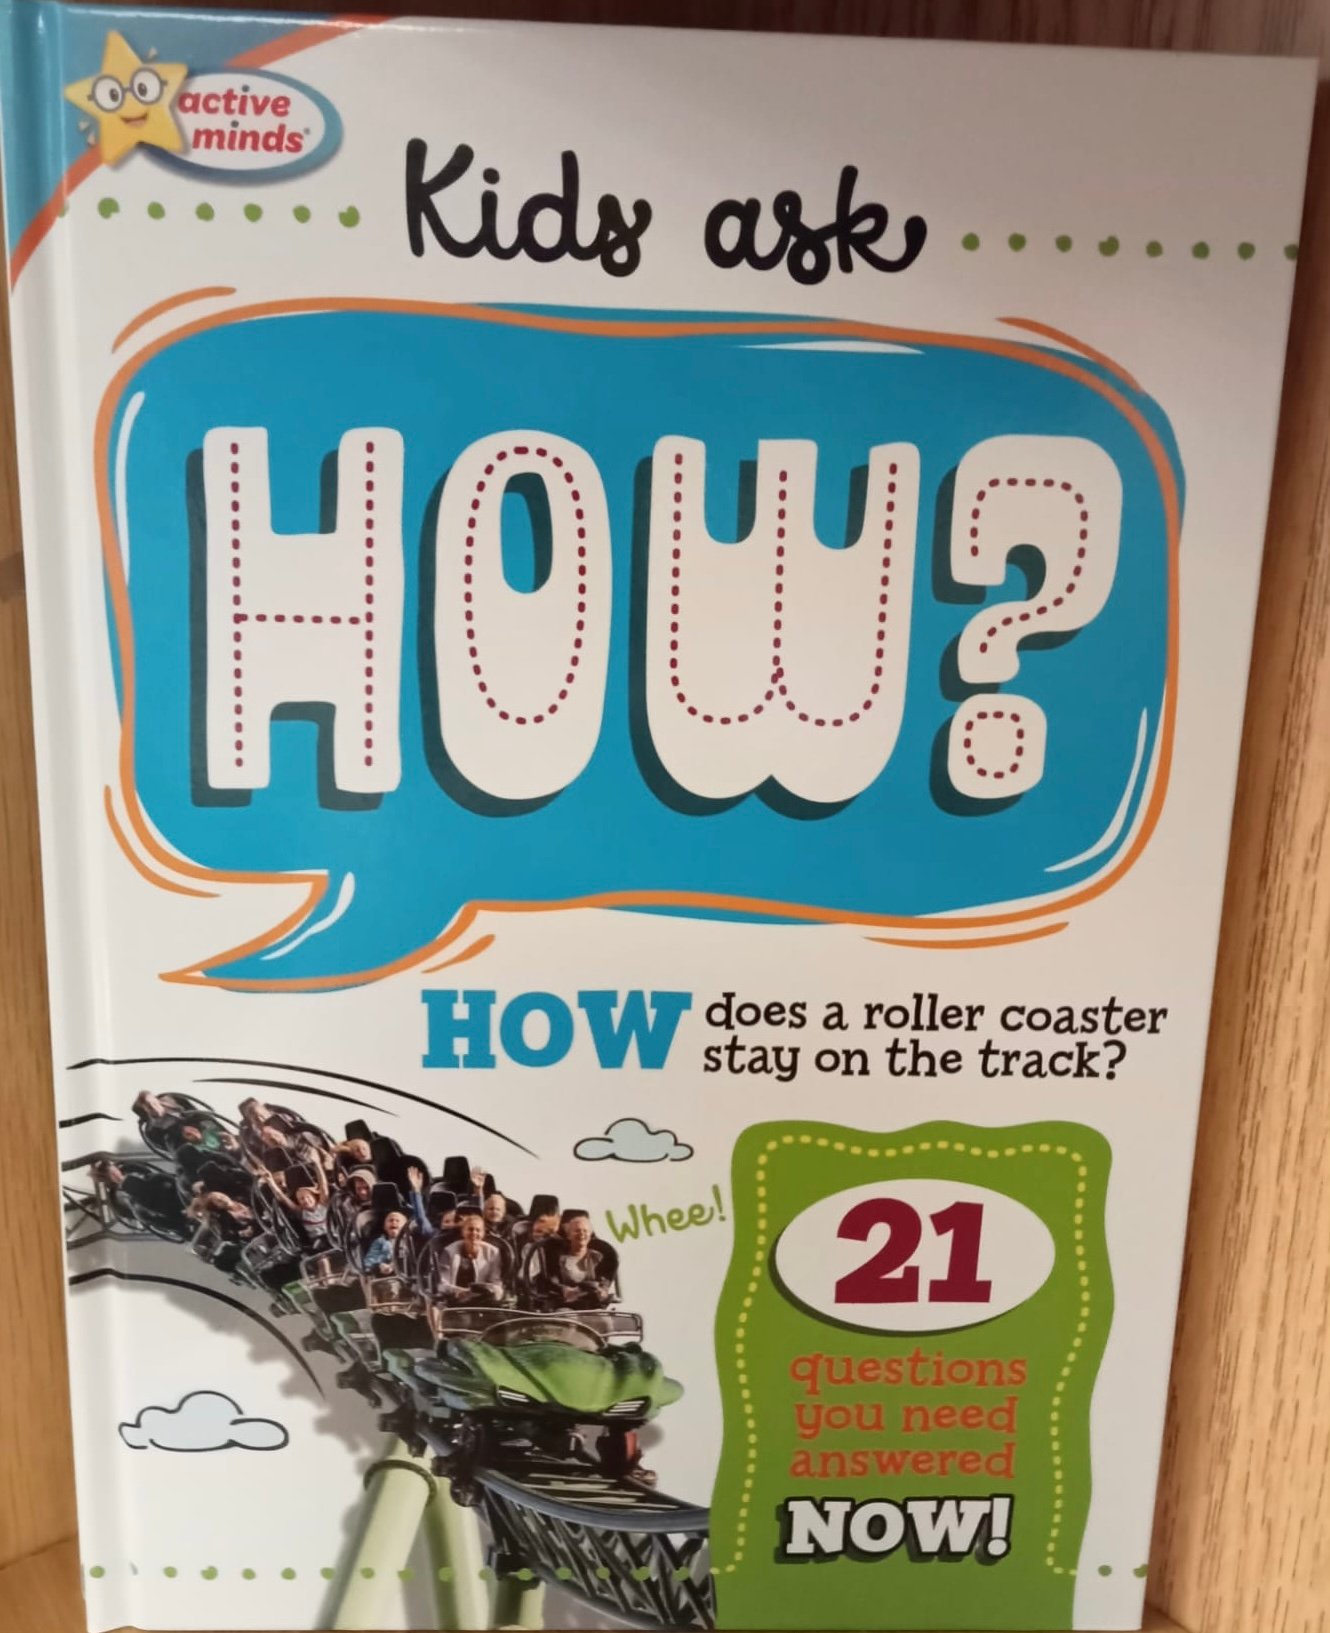 active
minds®
Kids ask
HOW?
HOW does a roller coaster
stay on the track?
Whee!
21
questions
you need
answered
NOW!